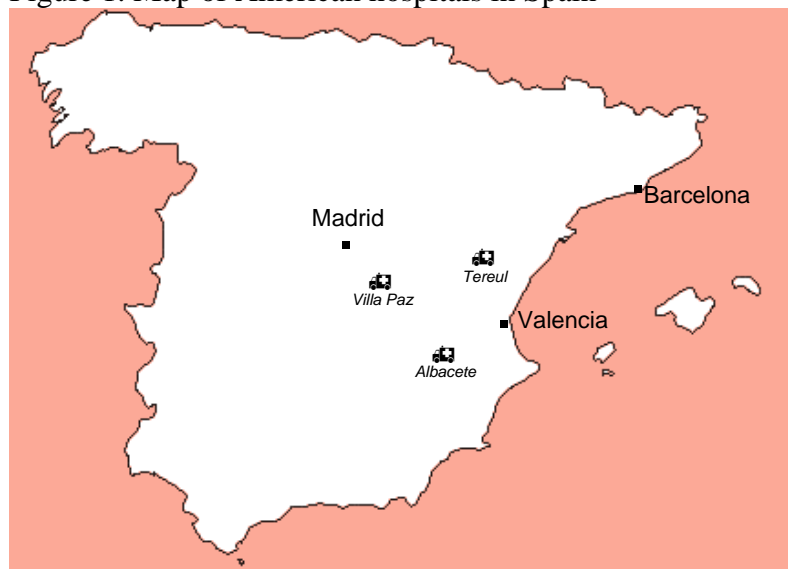 Figure 1. Map of American hospitals in Spain
Barcelona
Madrid
Tereul
Villa Paz
Valencia
Albacete